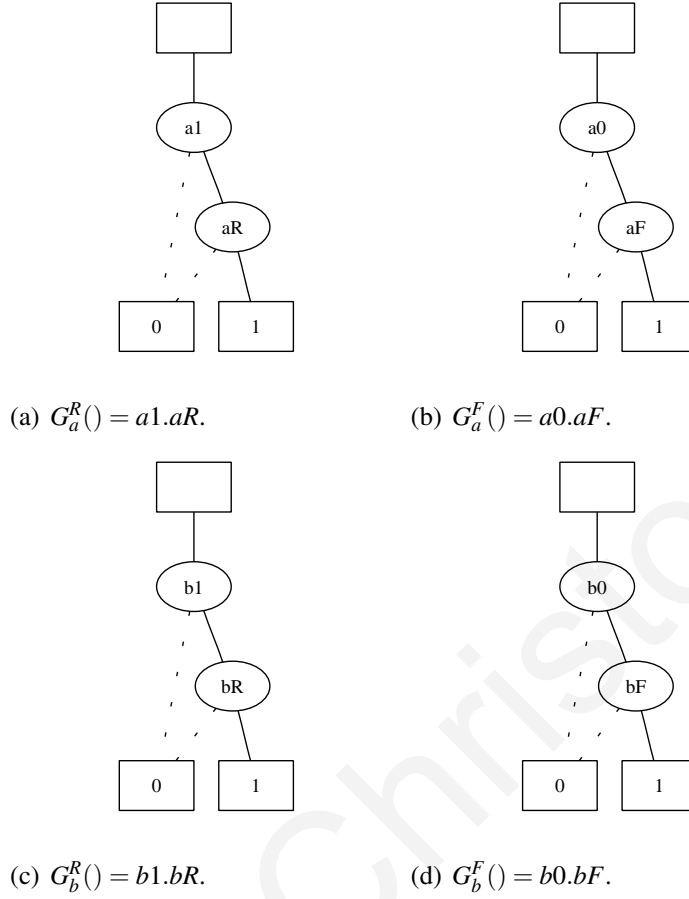 a1 a0
aR aF
0 1 0 1
(a) $G_a^R() = a1.aR.$ (b) $G_a^F() = a0.aF.$
b1 b0
bR bF
0 1 0 1
(c) $G_b^R() = b1.bR.$ (d) $G_b^F() = b0.bF.$